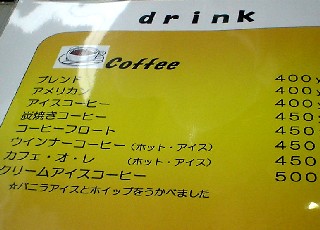 drink
Coffee
ブレンド 400y
アメリカン 400y
アイスコーヒー 400y
炭焼きコーヒー 450
コーヒーフロート 450
ウインナーコーヒー(ホット・アイス) 450
カフェ・オ・レ (ホット・アイス) 450
クリームアイスコーヒー 500
☆バニラアイスとホイップをうかべました